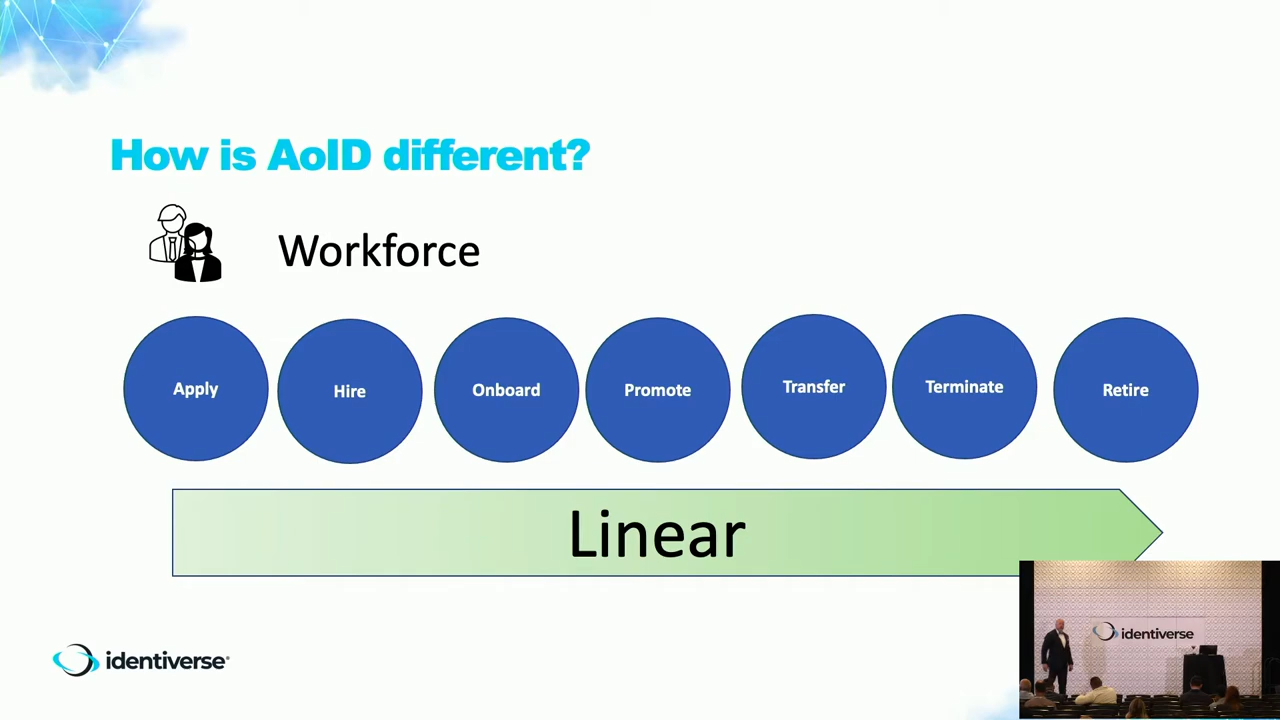 How is AoID different?
Workforce
Apply
Hire
Onboard
Promote
Transfer
Terminate
Retire
Linear
identiverse
identiverse